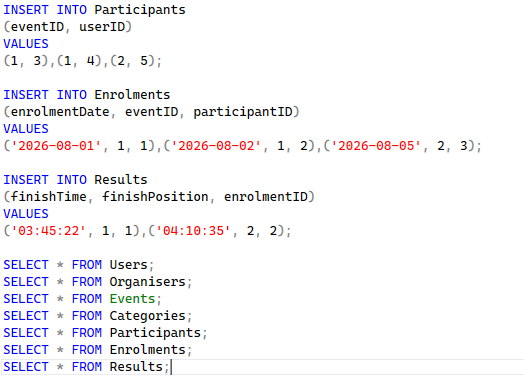 INSERT INTO Participants
(eventID, userID)
VALUES
(1, 3),(1, 4),(2, 5);
INSERT INTO Enrolments
(enrolmentDate, eventID, participantID)
VALUES
('2026-08-01', 1, 1),('2026-08-02', 1, 2),('2026-08-05', 2, 3);
INSERT INTO Results
(finishTime, finishPosition, enrolmentID)
VALUES
('03:45:22', 1, 1),('04:10:35', 2, 2);
SELECT * FROM Users;
SELECT * FROM Organisers;
SELECT * FROM Events;
SELECT * FROM Categories;
SELECT * FROM Participants;
SELECT * FROM Enrolments;
SELECT * FROM Results;